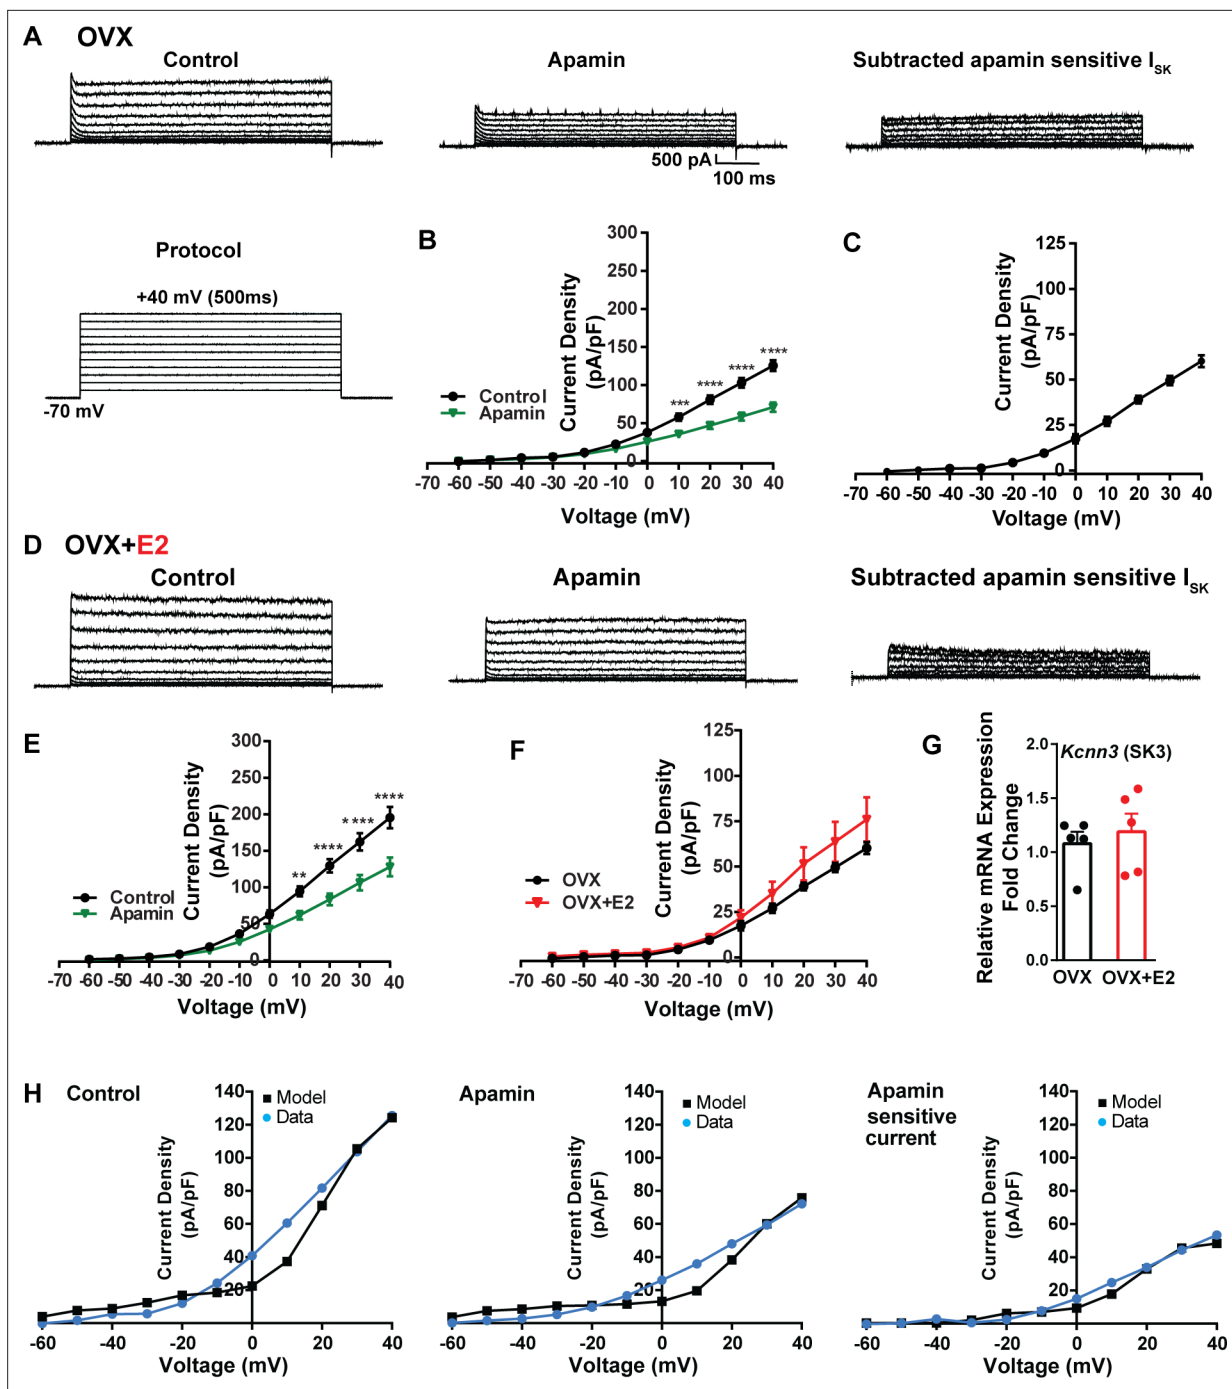 A OVX
Control
Apamin
Subtracted apamin sensitive I_SK
500 pA
100 ms
Protocol
+40 mV (500ms)
-70 mV
B
Current Density
(pA/pF)
300
250
200
150
100
50
0
***
****
****
****
Control
Apamin
-70 -60 -50 -40 -30 -20 -10 0 10 20 30 40
Voltage (mV)
C
Current Density
(pA/pF)
125
100
75
50
25
0
-70 -60 -50 -40 -30 -20 -10 0 10 20 30 40
Voltage (mV)
D OVX+E2
Control
Apamin
Subtracted apamin sensitive I_SK
E
Current Density
(pA/pF)
300
250
200
150
100
50
0
**
****
****
****
Control
Apamin
-70 -60 -50 -40 -30 -20 -10 0 10 20 30 40
Voltage (mV)
F
Current Density
(pA/pF)
125
100
75
50
25
0
OVX
OVX+E2
-70 -60 -50 -40 -30 -20 -10 0 10 20 30 40
Voltage (mV)
G
Relative mRNA Expression
Fold Change
Kcnn3 (SK3)
2.0
1.5
1.0
0.5
0.0
OVX OVX+E2
H Control
Current Density
(pA/pF)
140
120
100
80
60
40
20
Model
Data
-60 -40 -20 0 20 40
Voltage (mV)
Apamin
Current Density
(pA/pF)
140
120
100
80
60
40
20
Model
Data
-60 -40 -20 0 20 40
Voltage (mV)
Apamin
sensitive
current
Current Density
(pA/pF)
140
120
100
80
60
40
20
Model
Data
-60 -40 -20 0 20 40
Voltage (mV)